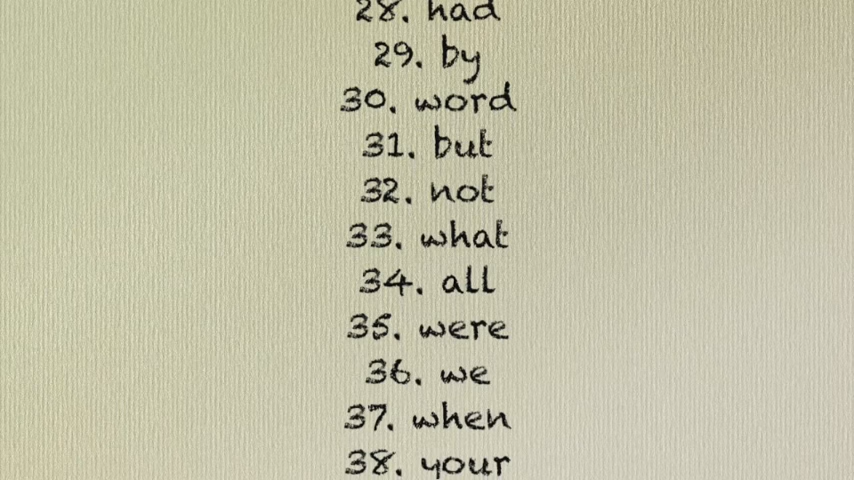 28. had
29. by
30. word
31. but
32. not
33. what
34. all
35. were
36. we
37. when
38. your